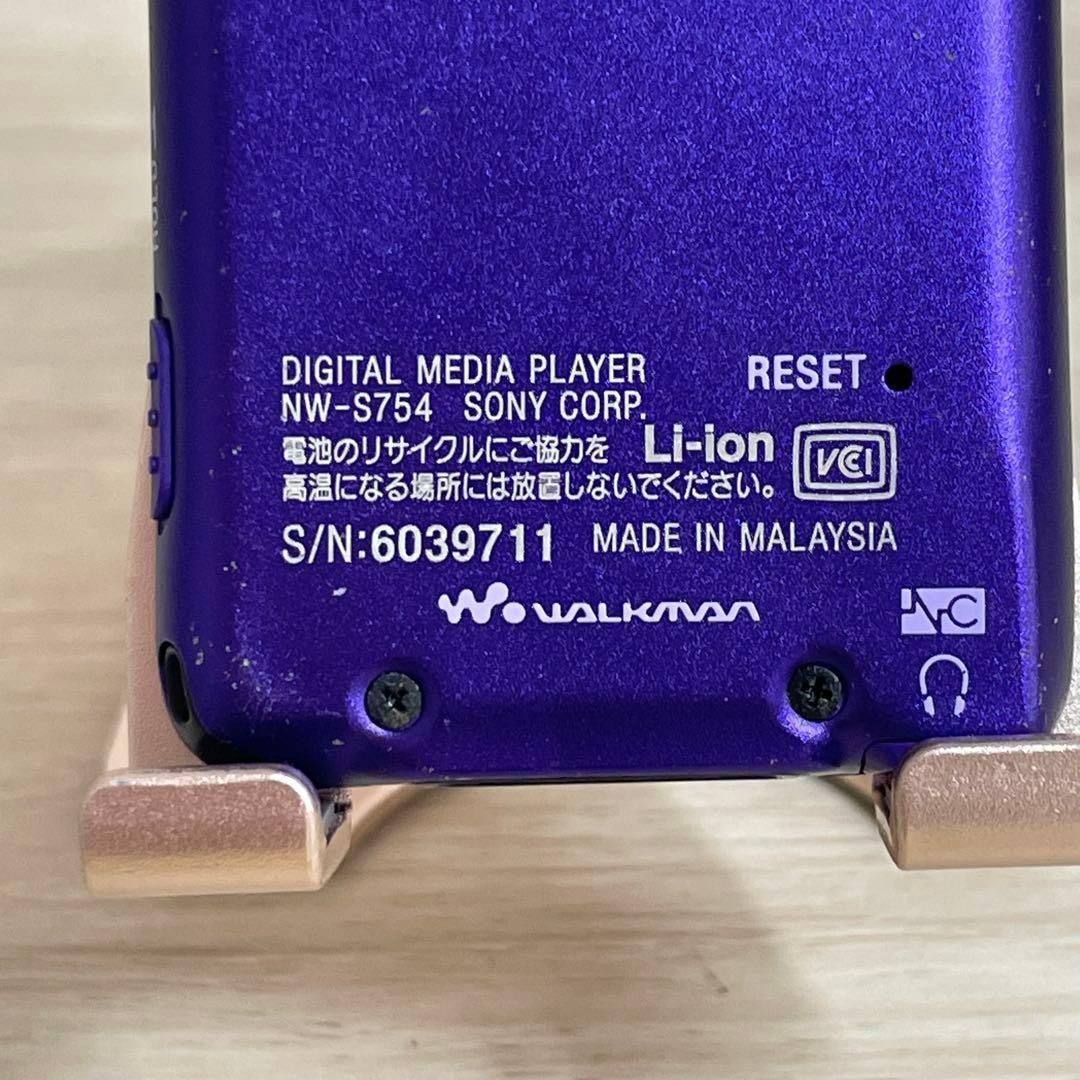 HOLD
DIGITAL MEDIA PLAYER
RESET
NW-S754 SONY CORP.
電池のリサイクルにご協力を Li-ion
VCCI
高温になる場所には放置しないでください。
S/N:6039711 MADE IN MALAYSIA
W. WALKMAN
NC